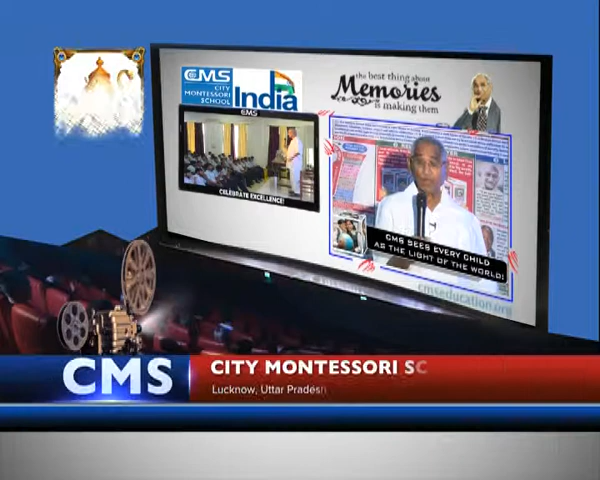 CMS
CITY
MONTESSORI
SCHOOL
India
the best thing about
Memories
is making them
CMS
CELEBRATE EXCELLENCE!
CMS SEES EVERY CHILD
AS THE LIGHT OF THE WORLD!
cmseducation.org
CMS
CITY MONTESSORI SC
Lucknow, Uttar Pradesh